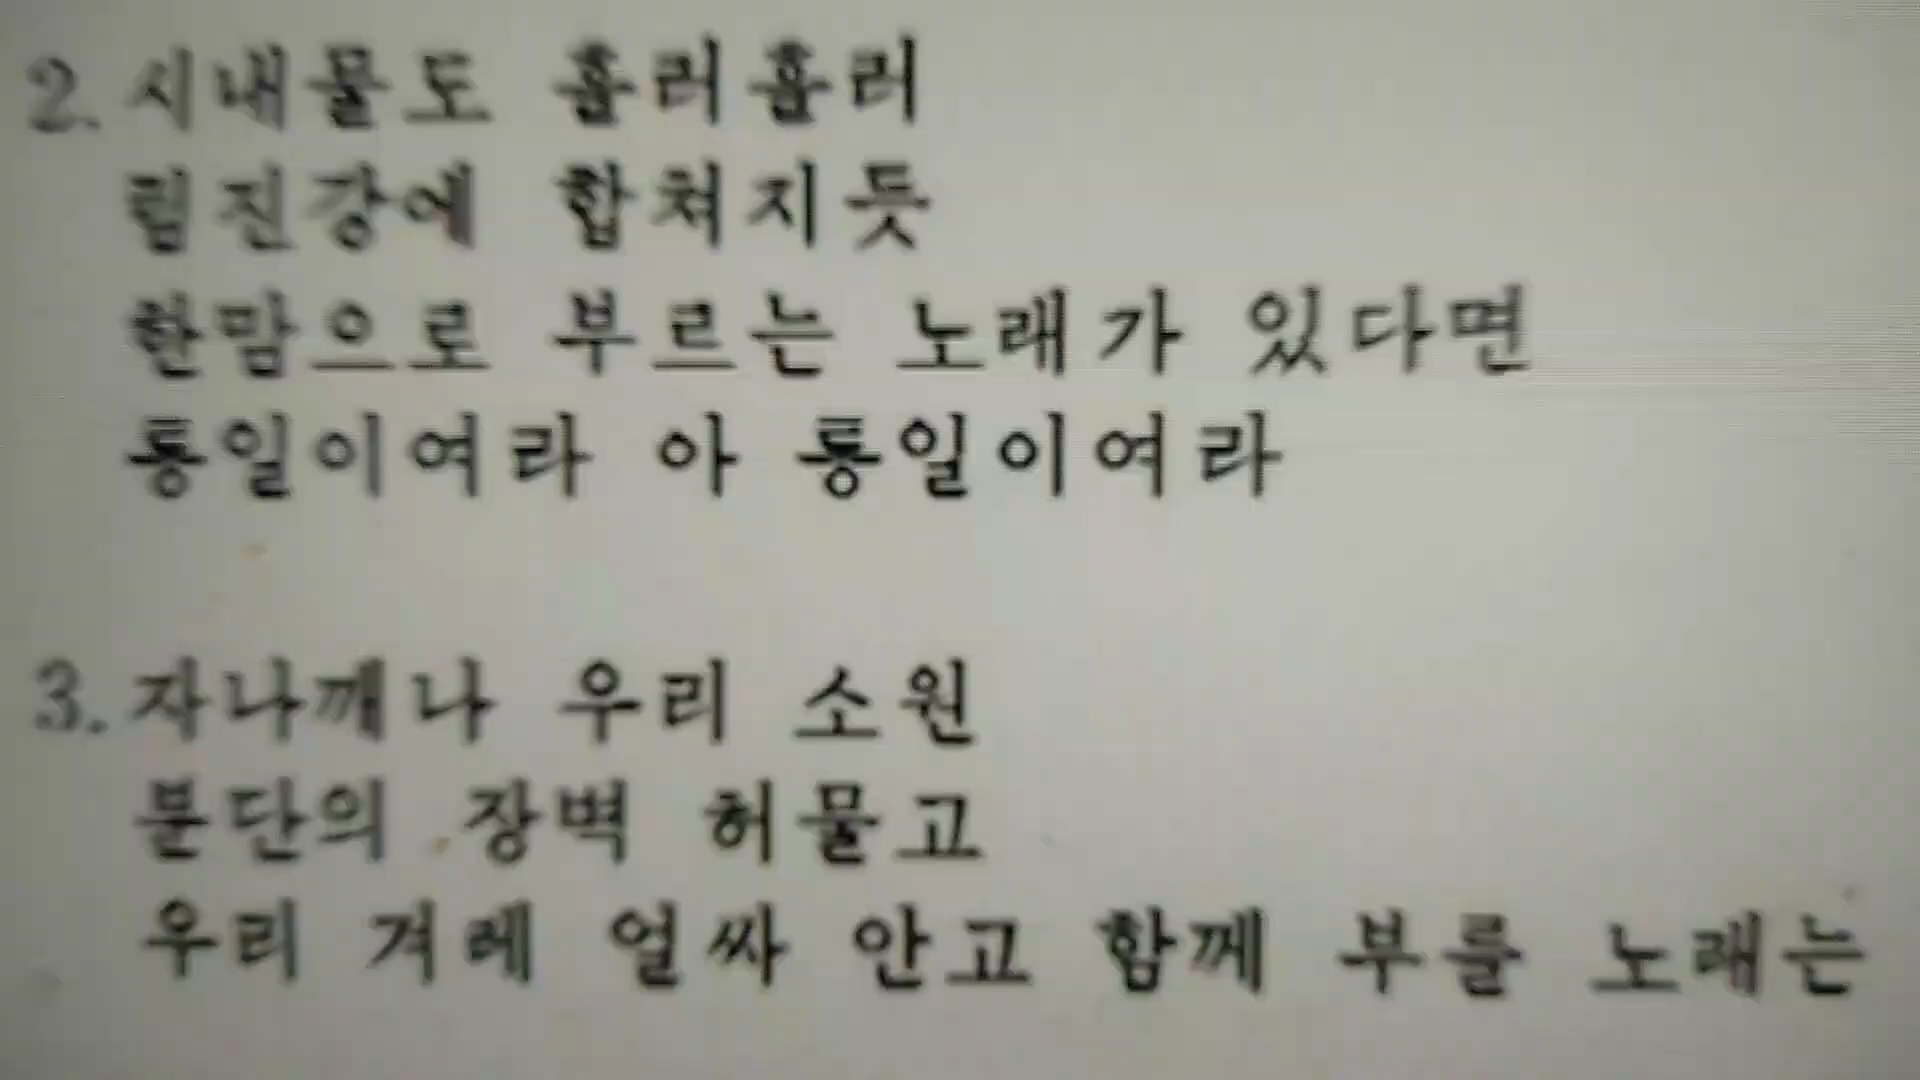 2. 시내물도 흘러흘러
림진강에 합쳐지듯
한맘으로 부르는 노래가 있다면
통일이여라 아 통일이여라
3. 자나깨나 우리 소원
분단의 장벽 허물고
우리 겨레 얼싸 안고 함께 부를 노래는